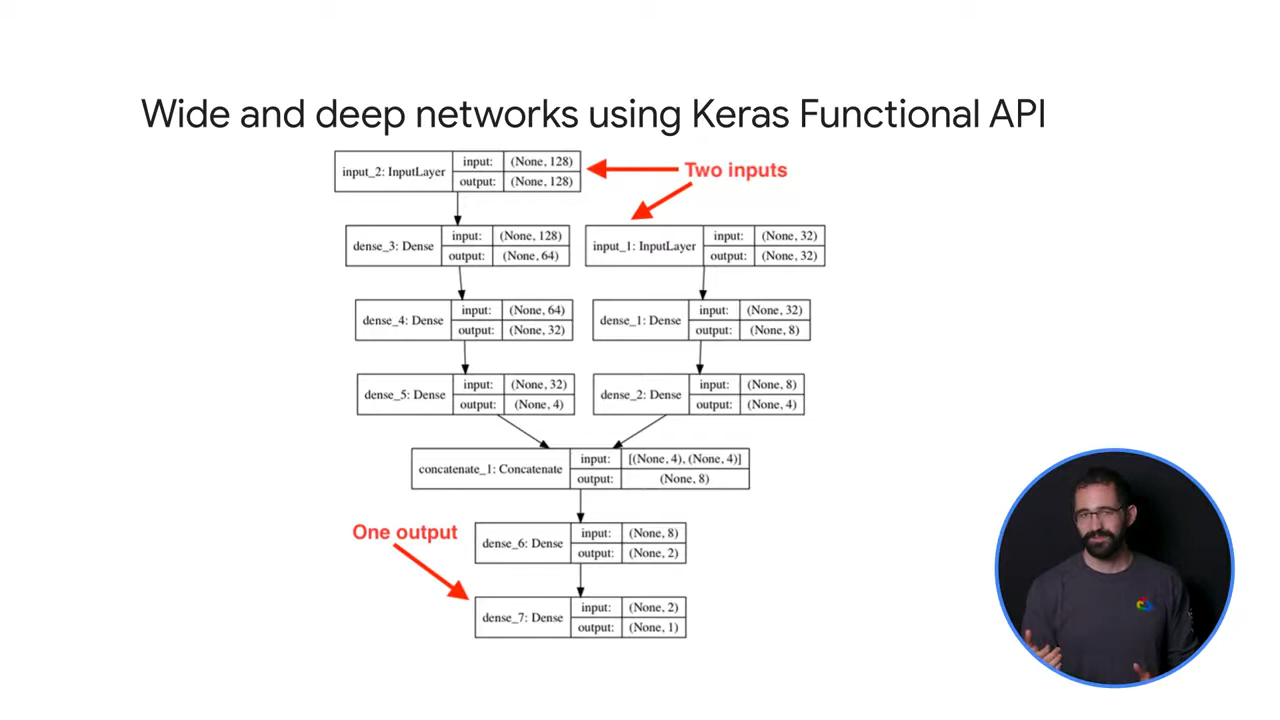 Wide and deep networks using Keras Functional API
input_2: InputLayer
input: (None, 128)
output: (None, 128)
Two inputs
dense_3: Dense
input: (None, 128)
output: (None, 64)
input_1: InputLayer
input: (None, 32)
output: (None, 32)
dense_4: Dense
input: (None, 64)
output: (None, 32)
dense_1: Dense
input: (None, 32)
output: (None, 8)
dense_5: Dense
input: (None, 32)
output: (None, 4)
dense_2: Dense
input: (None, 8)
output: (None, 4)
concatenate_1: Concatenate
input: [(None, 4), (None, 4)]
output: (None, 8)
One output
dense_6: Dense
input: (None, 8)
output: (None, 2)
dense_7: Dense
input: (None, 2)
output: (None, 1)